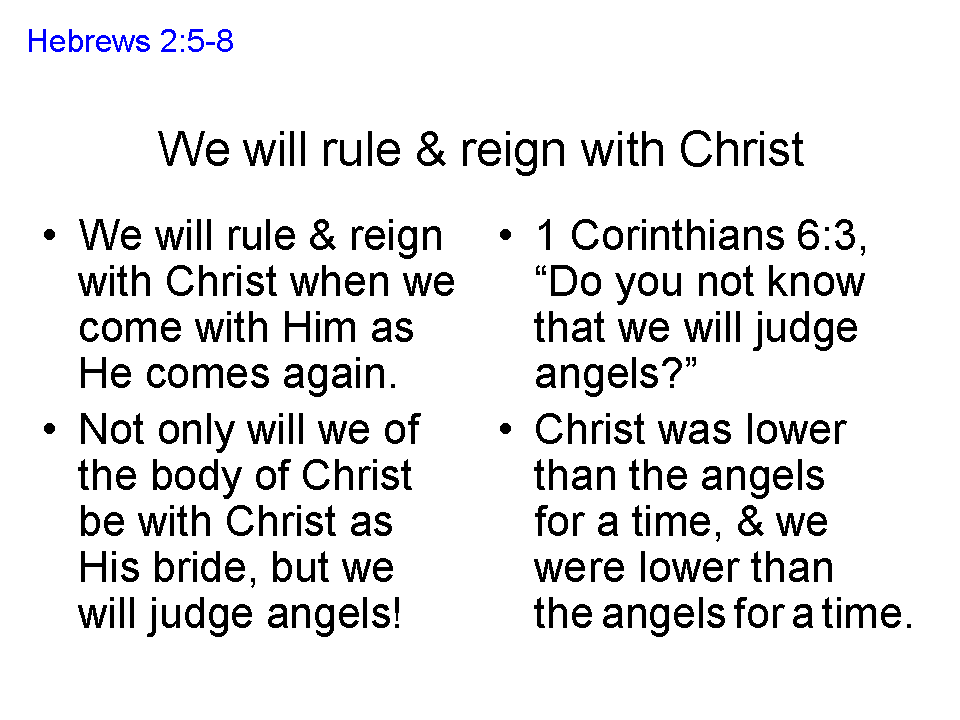 Hebrews 2:5-8
We will rule & reign with Christ
• We will rule & reign
with Christ when we
come with Him as
He comes again.
• Not only will we of
the body of Christ
be with Christ as
His bride, but we
will judge angels!
• 1 Corinthians 6:3,
“Do you not know
that we will judge
angels?”
• Christ was lower
than the angels
for a time, & we
were lower than
the angels for a time.